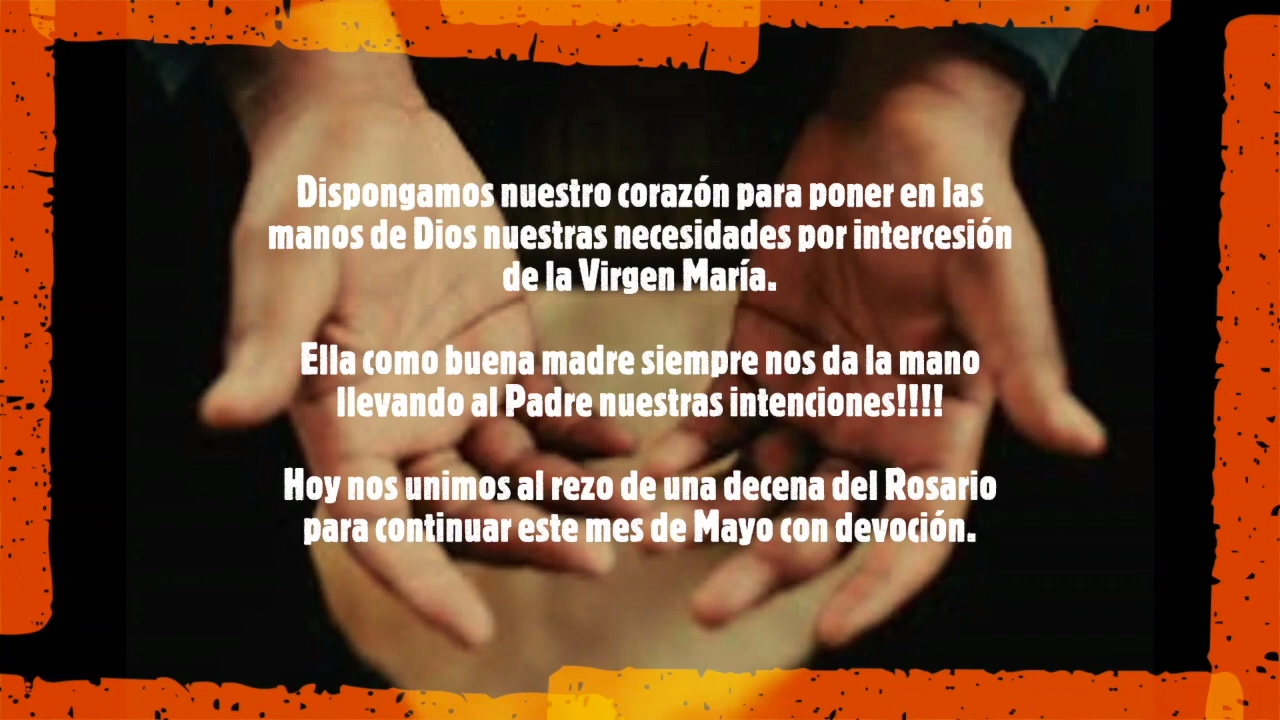 Dispongamos nuestro corazón para poner en las
manos de Dios nuestras necesidades por intercesión
de la Virgen María.
Ella como buena madre siempre nos da la mano
llevando al Padre nuestras intenciones!!!!
Hoy nos unimos al rezo de una decena del Rosario
para continuar este mes de Mayo con devoción.